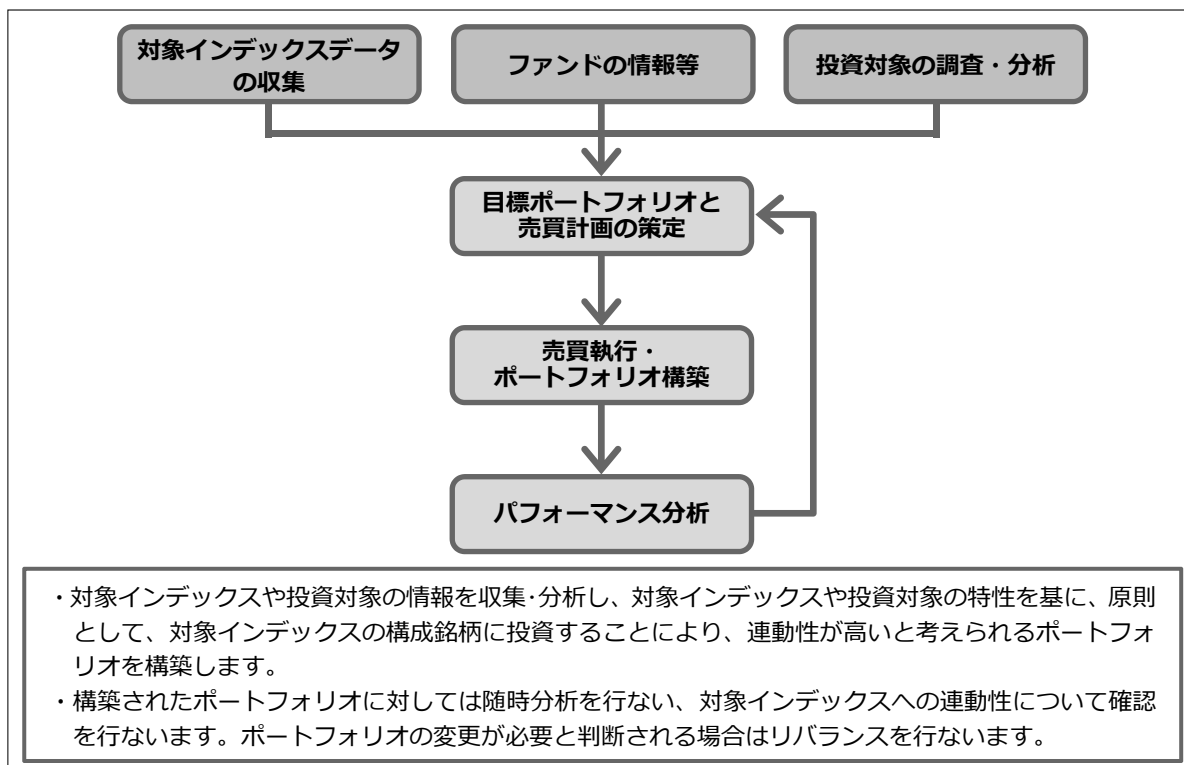 対象インデックスデータ
の収集
ファンドの情報等
投資対象の調査・分析
目標ポートフォリオと
売買計画の策定
売買執行・
ポートフォリオ構築
パフォーマンス分析
・対象インデックスや投資対象の情報を収集･分析し、対象インデックスや投資対象の特性を基に、原則
として、対象インデックスの構成銘柄に投資することにより、連動性が高いと考えられるポートフォ
リオを構築します。
・構築されたポートフォリオに対しては随時分析を行ない、対象インデックスへの連動性について確認
を行ないます。ポートフォリオの変更が必要と判断される場合はリバランスを行ないます。